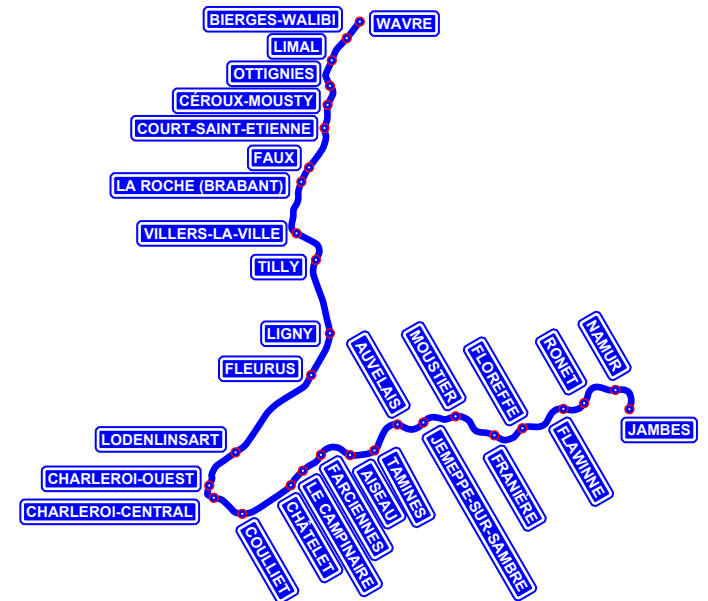 BIERGES-WALIBI
WAVRE
LIMAL
OTTIGNIES
CÉROUX-MOUSTY
COURT-SAINT-ETIENNE
FAUX
LA ROCHE (BRABANT)
VILLERS-LA-VILLE
TILLY
LIGNY
FLEURUS
LODENLINSART
CHARLEROI-OUEST
CHARLEROI-CENTRAL
COULLIET
CHÂTELET
LE CAMPINAIRE
FARCIENNES
AISEAU
TAMINES
AUVELAIS
JEMEPPE-SUR-SAMBRE
MOUSTIER
FRANIÈRE
FLOREFFE
FLAWINNE
RONET
NAMUR
JAMBES